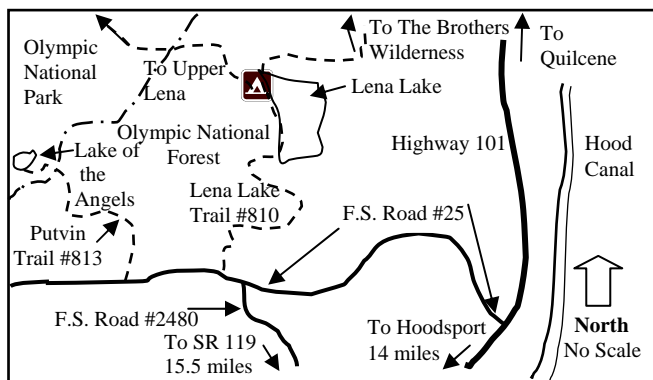 Olympic
National
Park
To Upper
Lena
To The Brothers
Wilderness
To
Quilcene
Lena Lake
Highway 101
Hood
Canal
Olympic National
Forest
Lake of
the
Angels
Lena Lake
Trail #810
F.S. Road #25
Putvin
Trail #813
F.S. Road #2480
To SR 119
15.5 miles
To Hoodsport
14 miles
North
No Scale